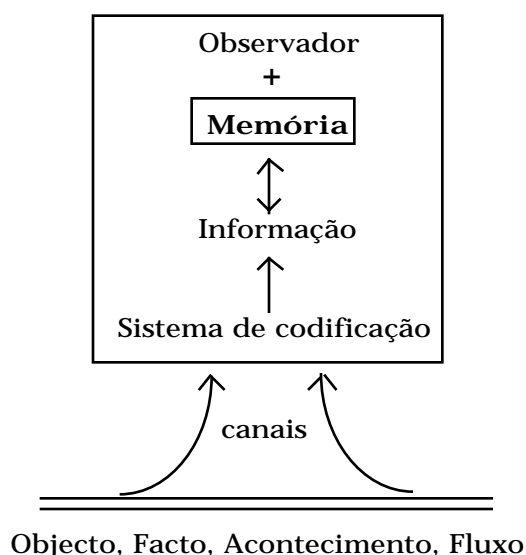 Observador
+
Memória
Informação
Sistema de codificação
canais
Objecto, Facto, Acontecimento, Fluxo